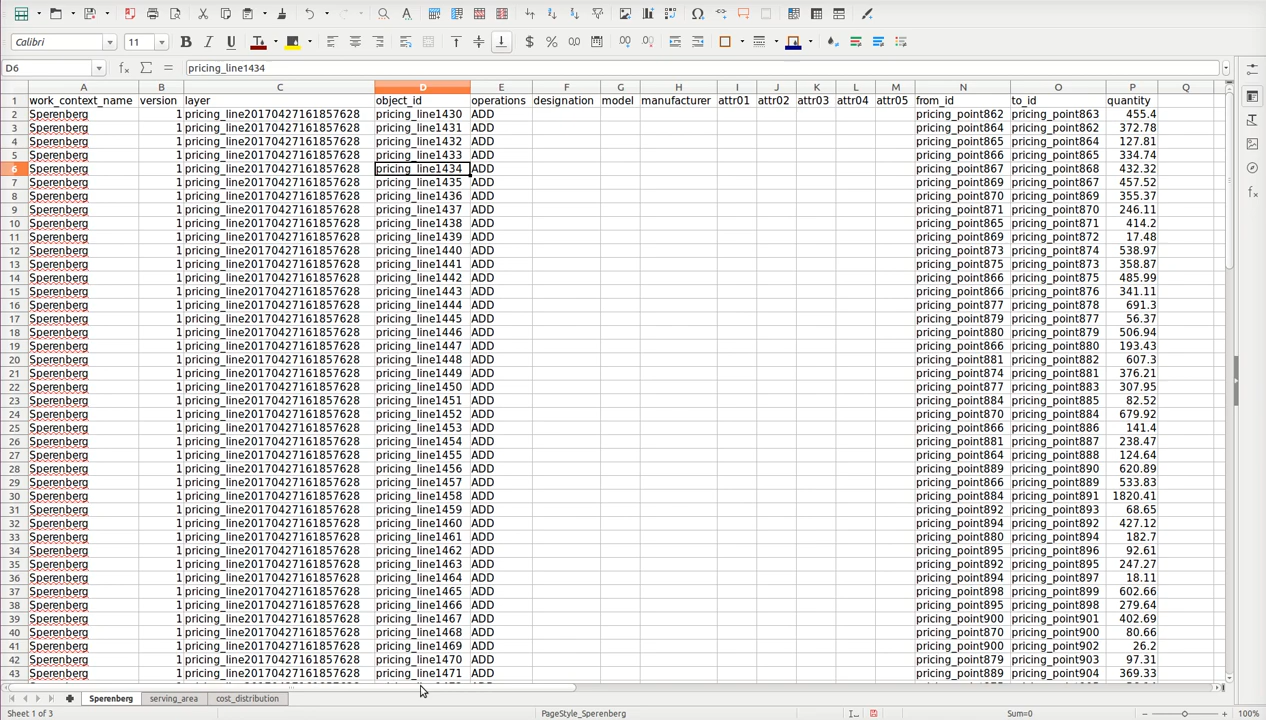 Calibri 11
D6 pricing_line1434
A B C D E F G H I J K L M N O P Q
1 work_context_name version layer object_id operations designation model manufacturer attr01 attr02 attr03 attr04 attr05 from_id to_id quantity
2 Sperenberg 1 pricing_line20170427161857628 pricing_line1430 ADD pricing_point862 pricing_point863 455.4
3 Sperenberg 1 pricing_line20170427161857628 pricing_line1431 ADD pricing_point864 pricing_point862 372.78
4 Sperenberg 1 pricing_line20170427161857628 pricing_line1432 ADD pricing_point865 pricing_point864 127.81
5 Sperenberg 1 pricing_line20170427161857628 pricing_line1433 ADD pricing_point866 pricing_point865 334.74
6 Sperenberg 1 pricing_line20170427161857628 pricing_line1434 ADD pricing_point867 pricing_point868 432.32
7 Sperenberg 1 pricing_line20170427161857628 pricing_line1435 ADD pricing_point869 pricing_point867 457.52
8 Sperenberg 1 pricing_line20170427161857628 pricing_line1436 ADD pricing_point870 pricing_point869 355.37
9 Sperenberg 1 pricing_line20170427161857628 pricing_line1437 ADD pricing_point871 pricing_point870 246.11
10 Sperenberg 1 pricing_line20170427161857628 pricing_line1438 ADD pricing_point865 pricing_point871 414.2
11 Sperenberg 1 pricing_line20170427161857628 pricing_line1439 ADD pricing_point869 pricing_point872 17.48
12 Sperenberg 1 pricing_line20170427161857628 pricing_line1440 ADD pricing_point873 pricing_point874 538.97
13 Sperenberg 1 pricing_line20170427161857628 pricing_line1441 ADD pricing_point875 pricing_point873 358.87
14 Sperenberg 1 pricing_line20170427161857628 pricing_line1442 ADD pricing_point866 pricing_point875 485.99
15 Sperenberg 1 pricing_line20170427161857628 pricing_line1443 ADD pricing_point866 pricing_point876 341.11
16 Sperenberg 1 pricing_line20170427161857628 pricing_line1444 ADD pricing_point877 pricing_point878 691.3
17 Sperenberg 1 pricing_line20170427161857628 pricing_line1445 ADD pricing_point879 pricing_point877 56.37
18 Sperenberg 1 pricing_line20170427161857628 pricing_line1446 ADD pricing_point880 pricing_point879 506.94
19 Sperenberg 1 pricing_line20170427161857628 pricing_line1447 ADD pricing_point866 pricing_point880 193.43
20 Sperenberg 1 pricing_line20170427161857628 pricing_line1448 ADD pricing_point881 pricing_point882 607.3
21 Sperenberg 1 pricing_line20170427161857628 pricing_line1449 ADD pricing_point874 pricing_point881 376.21
22 Sperenberg 1 pricing_line20170427161857628 pricing_line1450 ADD pricing_point877 pricing_point883 307.95
23 Sperenberg 1 pricing_line20170427161857628 pricing_line1451 ADD pricing_point884 pricing_point885 82.52
24 Sperenberg 1 pricing_line20170427161857628 pricing_line1452 ADD pricing_point870 pricing_point884 679.92
25 Sperenberg 1 pricing_line20170427161857628 pricing_line1453 ADD pricing_point866 pricing_point886 141.4
26 Sperenberg 1 pricing_line20170427161857628 pricing_line1454 ADD pricing_point881 pricing_point887 238.47
27 Sperenberg 1 pricing_line20170427161857628 pricing_line1455 ADD pricing_point864 pricing_point888 124.64
28 Sperenberg 1 pricing_line20170427161857628 pricing_line1456 ADD pricing_point889 pricing_point890 620.89
29 Sperenberg 1 pricing_line20170427161857628 pricing_line1457 ADD pricing_point866 pricing_point889 533.83
30 Sperenberg 1 pricing_line20170427161857628 pricing_line1458 ADD pricing_point884 pricing_point891 1820.41
31 Sperenberg 1 pricing_line20170427161857628 pricing_line1459 ADD pricing_point892 pricing_point893 68.65
32 Sperenberg 1 pricing_line20170427161857628 pricing_line1460 ADD pricing_point894 pricing_point892 427.12
33 Sperenberg 1 pricing_line20170427161857628 pricing_line1461 ADD pricing_point880 pricing_point894 182.7
34 Sperenberg 1 pricing_line20170427161857628 pricing_line1462 ADD pricing_point895 pricing_point896 92.61
35 Sperenberg 1 pricing_line20170427161857628 pricing_line1463 ADD pricing_point892 pricing_point895 247.27
36 Sperenberg 1 pricing_line20170427161857628 pricing_line1464 ADD pricing_point894 pricing_point897 18.11
37 Sperenberg 1 pricing_line20170427161857628 pricing_line1465 ADD pricing_point898 pricing_point899 602.66
38 Sperenberg 1 pricing_line20170427161857628 pricing_line1466 ADD pricing_point895 pricing_point898 279.64
39 Sperenberg 1 pricing_line20170427161857628 pricing_line1467 ADD pricing_point900 pricing_point901 402.69
40 Sperenberg 1 pricing_line20170427161857628 pricing_line1468 ADD pricing_point870 pricing_point900 80.66
41 Sperenberg 1 pricing_line20170427161857628 pricing_line1469 ADD pricing_point900 pricing_point902 26.2
42 Sperenberg 1 pricing_line20170427161857628 pricing_line1470 ADD pricing_point879 pricing_point903 97.31
43 Sperenberg 1 pricing_line20170427161857628 pricing_line1471 ADD pricing_point889 pricing_point904 369.33
Sperenberg serving_area cost_distribution
Sheet 1 of 3 PageStyle_Sperenberg Sum=0 100%